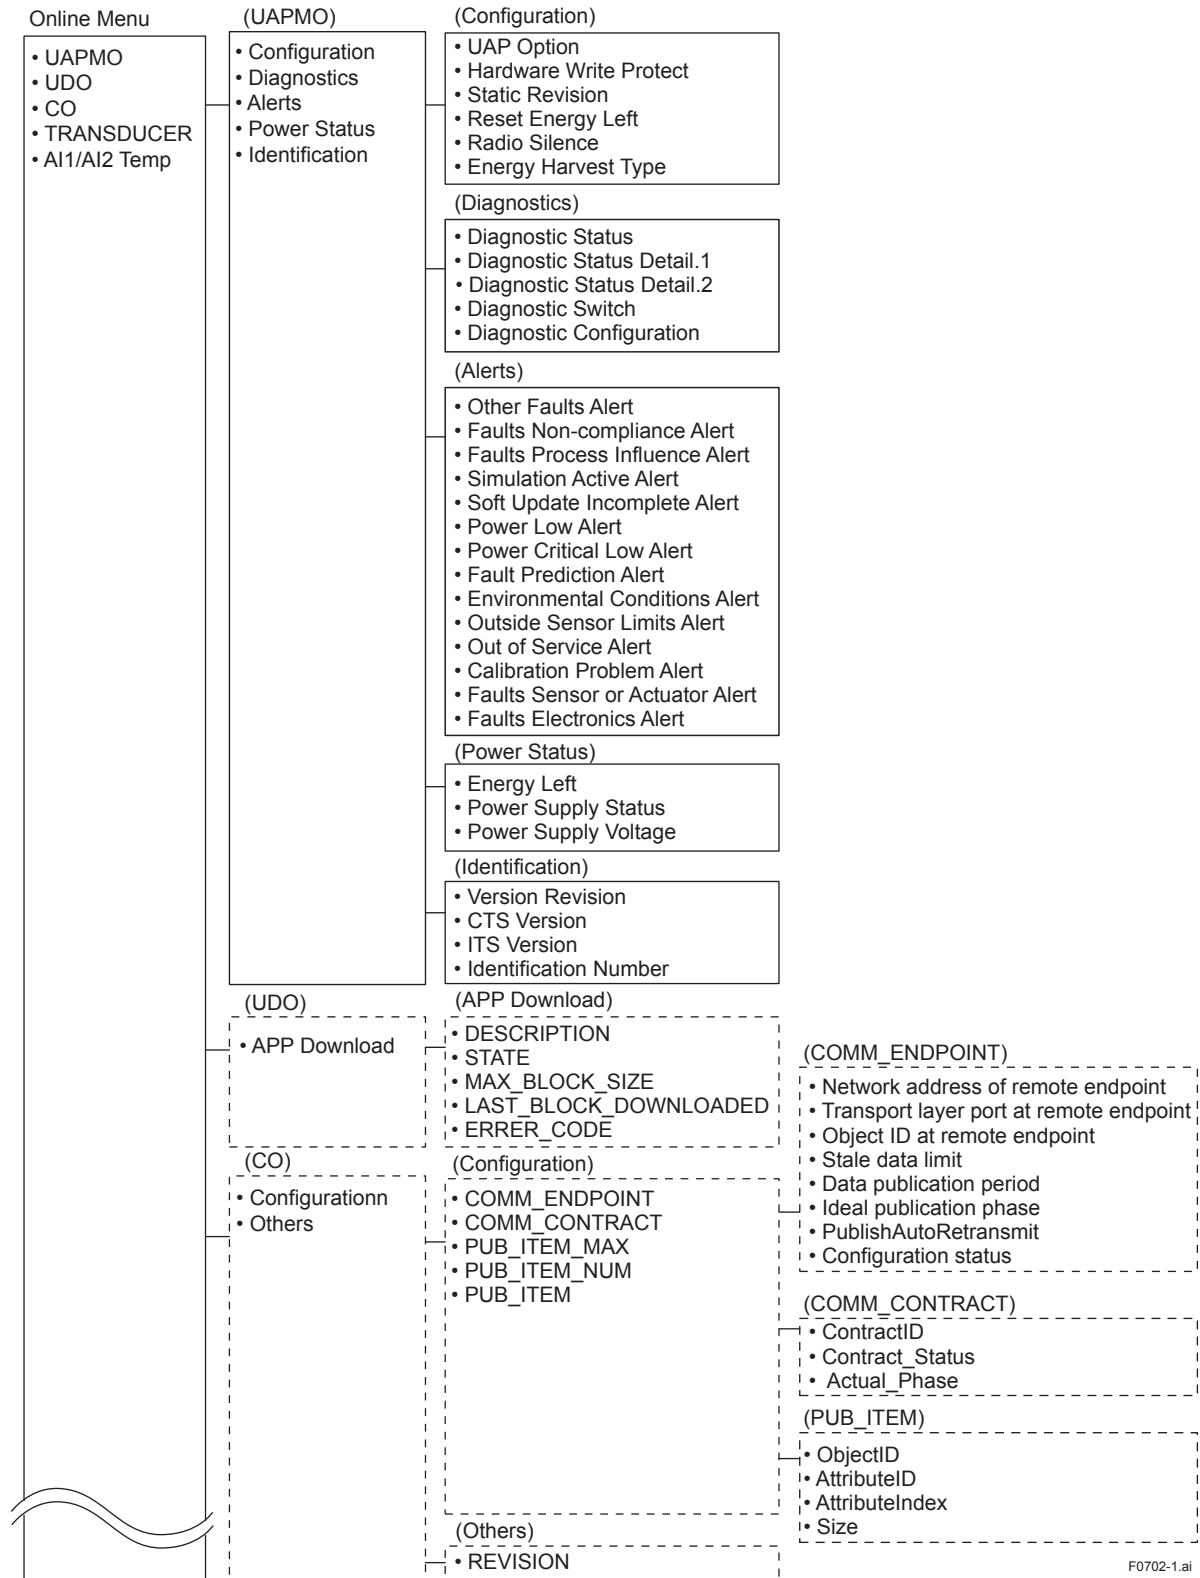 Online Menu
• UAPMO
• UDO
• CO
• TRANSDUCER
• AI1/AI2 Temp
(UAPMO)
• Configuration
• Diagnostics
• Alerts
• Power Status
• Identification
(Configuration)
• UAP Option
• Hardware Write Protect
• Static Revision
• Reset Energy Left
• Radio Silence
• Energy Harvest Type
(Diagnostics)
• Diagnostic Status
• Diagnostic Status Detail.1
• Diagnostic Status Detail.2
• Diagnostic Switch
• Diagnostic Configuration
(Alerts)
• Other Faults Alert
• Faults Non-compliance Alert
• Faults Process Influence Alert
• Simulation Active Alert
• Soft Update Incomplete Alert
• Power Low Alert
• Power Critical Low Alert
• Fault Prediction Alert
• Environmental Conditions Alert
• Outside Sensor Limits Alert
• Out of Service Alert
• Calibration Problem Alert
• Faults Sensor or Actuator Alert
• Faults Electronics Alert
(Power Status)
• Energy Left
• Power Supply Status
• Power Supply Voltage
(Identification)
• Version Revision
• CTS Version
• ITS Version
• Identification Number
(UDO)
• APP Download
(APP Download)
• DESCRIPTION
• STATE
• MAX_BLOCK_SIZE
• LAST_BLOCK_DOWNLOADED
• ERRER_CODE
(CO)
• Configurationn
• Others
(Configuration)
• COMM_ENDPOINT
• COMM_CONTRACT
• PUB_ITEM_MAX
• PUB_ITEM_NUM
• PUB_ITEM
(COMM_ENDPOINT)
• Network address of remote endpoint
• Transport layer port at remote endpoint
• Object ID at remote endpoint
• Stale data limit
• Data publication period
• Ideal publication phase
• PublishAutoRetransmit
• Configuration status
(COMM_CONTRACT)
• ContractID
• Contract_Status
• Actual_Phase
(PUB_ITEM)
• ObjectID
• AttributeID
• AttributeIndex
• Size
(Others)
• REVISION
F0702-1.ai